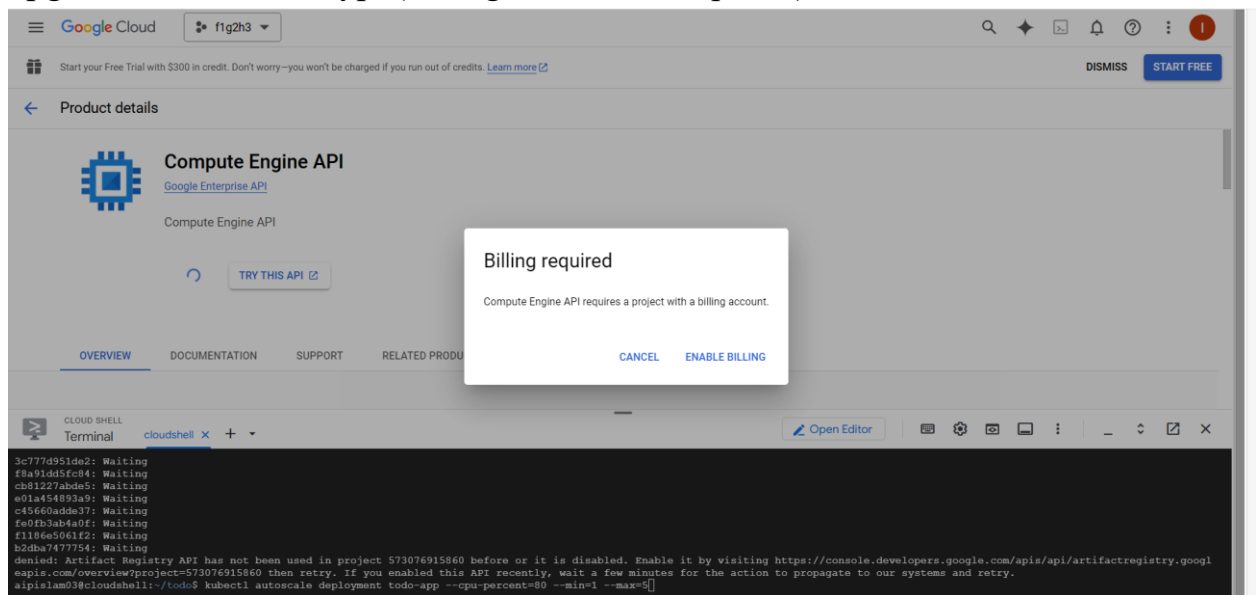 Google Cloud
f1g2h3
I
Start your Free Trial with $300 in credit. Don't worry—you won't be charged if you run out of credits. Learn more
DISMISS
START FREE
Product details
Compute Engine API
Google Enterprise API
Compute Engine API
TRY THIS API
Billing required
Compute Engine API requires a project with a billing account.
CANCEL
ENABLE BILLING
OVERVIEW
DOCUMENTATION
SUPPORT
RELATED PRODU
CLOUD SHELL
Terminal
cloudshell
Open Editor
3c777d951de2: Waiting
f8a91dd5fc84: Waiting
cb81227abde5: Waiting
e01a454893a9: Waiting
c45660adde37: Waiting
fe0fb3ab4a0f: Waiting
f1186e5061f2: Waiting
b2dba7477754: Waiting
denied: Artifact Registry API has not been used in project 573076915860 before or it is disabled. Enable it by visiting https://console.developers.google.com/apis/api/artifactregistry.googl
eapis.com/overview?project=573076915860 then retry. If you enabled this API recently, wait a few minutes for the action to propagate to our systems and retry.
aipislam03@cloudshell:~/todo$ kubectl autoscale deployment todo-app --cpu-percent=80 --min=1 --max=5